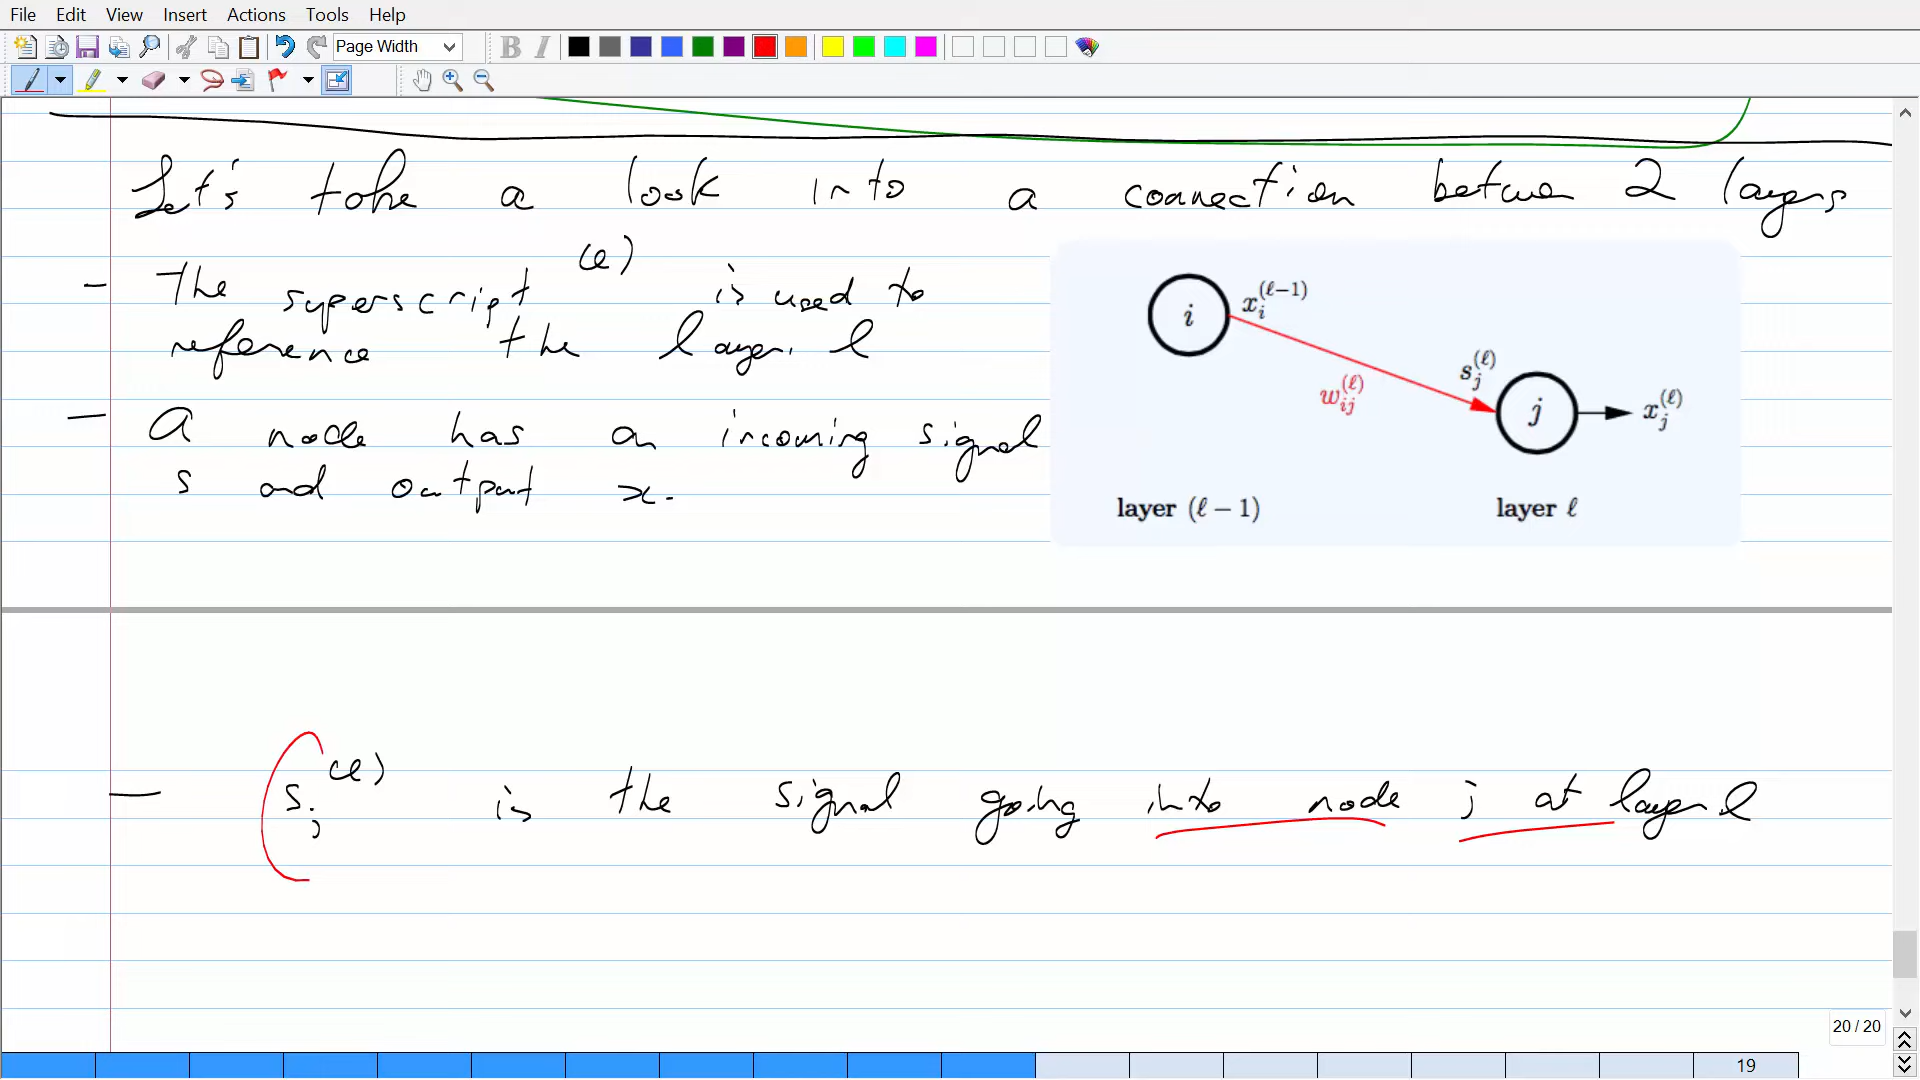 File Edit View Insert Actions Tools Help
Page Width B I
Let's take a look into a connection between 2 layers
- The superscript (ℓ) is used to
reference the layer. ℓ
- A node has an incoming signal
s and output x.
i x_i^(ℓ−1)
w_ij^(ℓ) s_j^(ℓ) j x_j^(ℓ)
layer (ℓ − 1) layer ℓ
- s_j^(ℓ) is the signal going into node j at layer ℓ
20 / 20
19